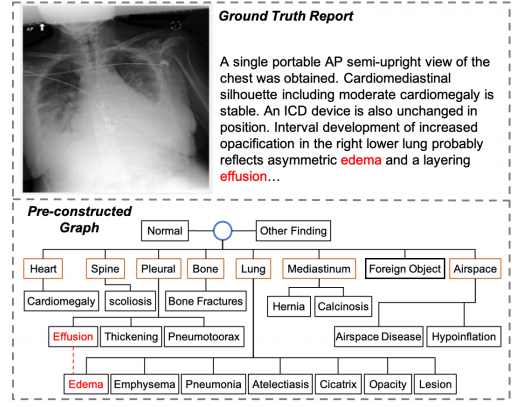 AP
Ground Truth Report
A single portable AP semi-upright view of the
chest was obtained. Cardiomediastinal
silhouette including moderate cardiomegaly is
stable. An ICD device is also unchanged in
position. Interval development of increased
opacification in the right lower lung probably
reflects asymmetric edema and a layering
effusion…
Pre-constructed
Graph
Normal
Other Finding
Heart
Spine
Pleural
Bone
Lung
Mediastinum
Foreign Object
Airspace
Cardiomegaly
scoliosis
Bone Fractures
Hernia
Calcinosis
Effusion
Thickening
Pneumotoorax
Airspace Disease
Hypoinflation
Edema
Emphysema
Pneumonia
Atelectiasis
Cicatrix
Opacity
Lesion